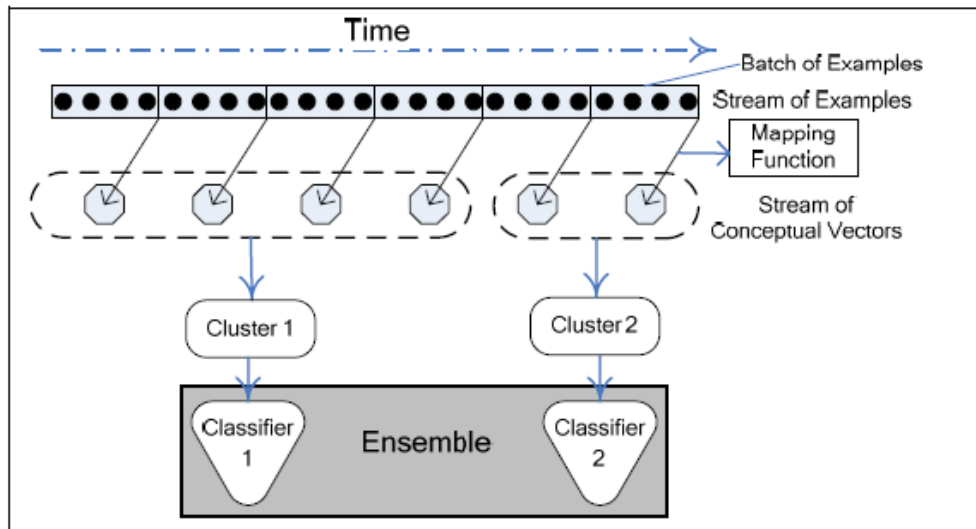 Time
Batch of Examples
Stream of Examples
Mapping
Function
Stream of
Conceptual Vectors
Cluster 1
Cluster 2
Classifier
1
Ensemble
Classifier
2